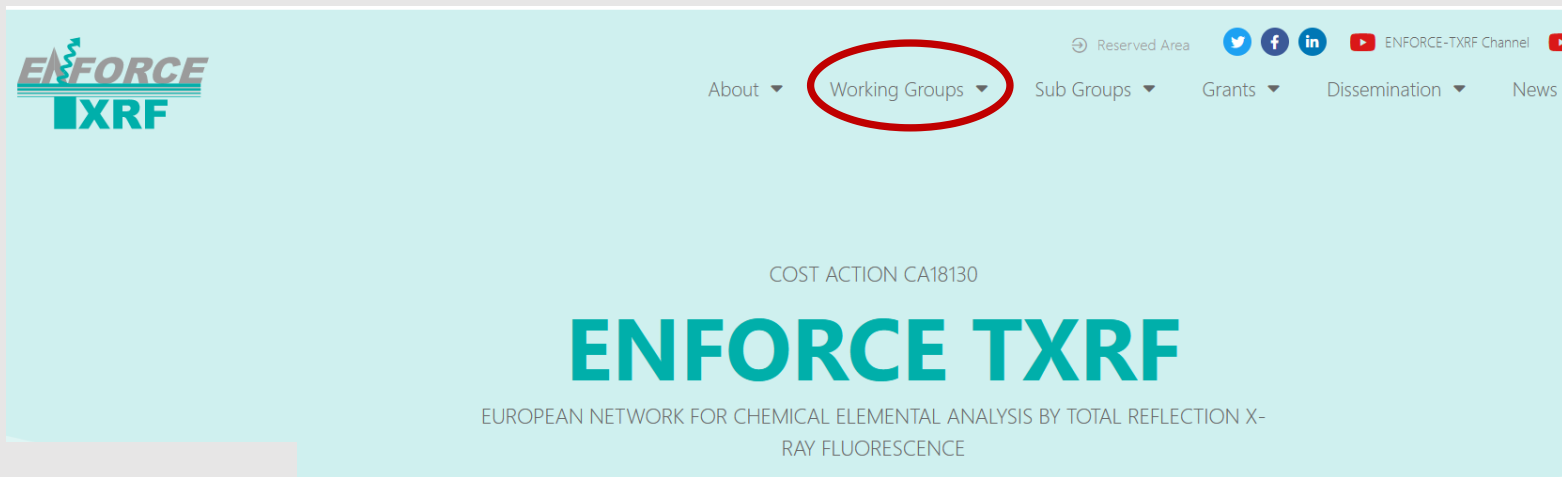 ENFORCE
TXRF
Reserved Area
ENFORCE-TXRF Channel
About
Working Groups
Sub Groups
Grants
Dissemination
News
COST ACTION CA18130
ENFORCE TXRF
EUROPEAN NETWORK FOR CHEMICAL ELEMENTAL ANALYSIS BY TOTAL REFLECTION X-
RAY FLUORESCENCE